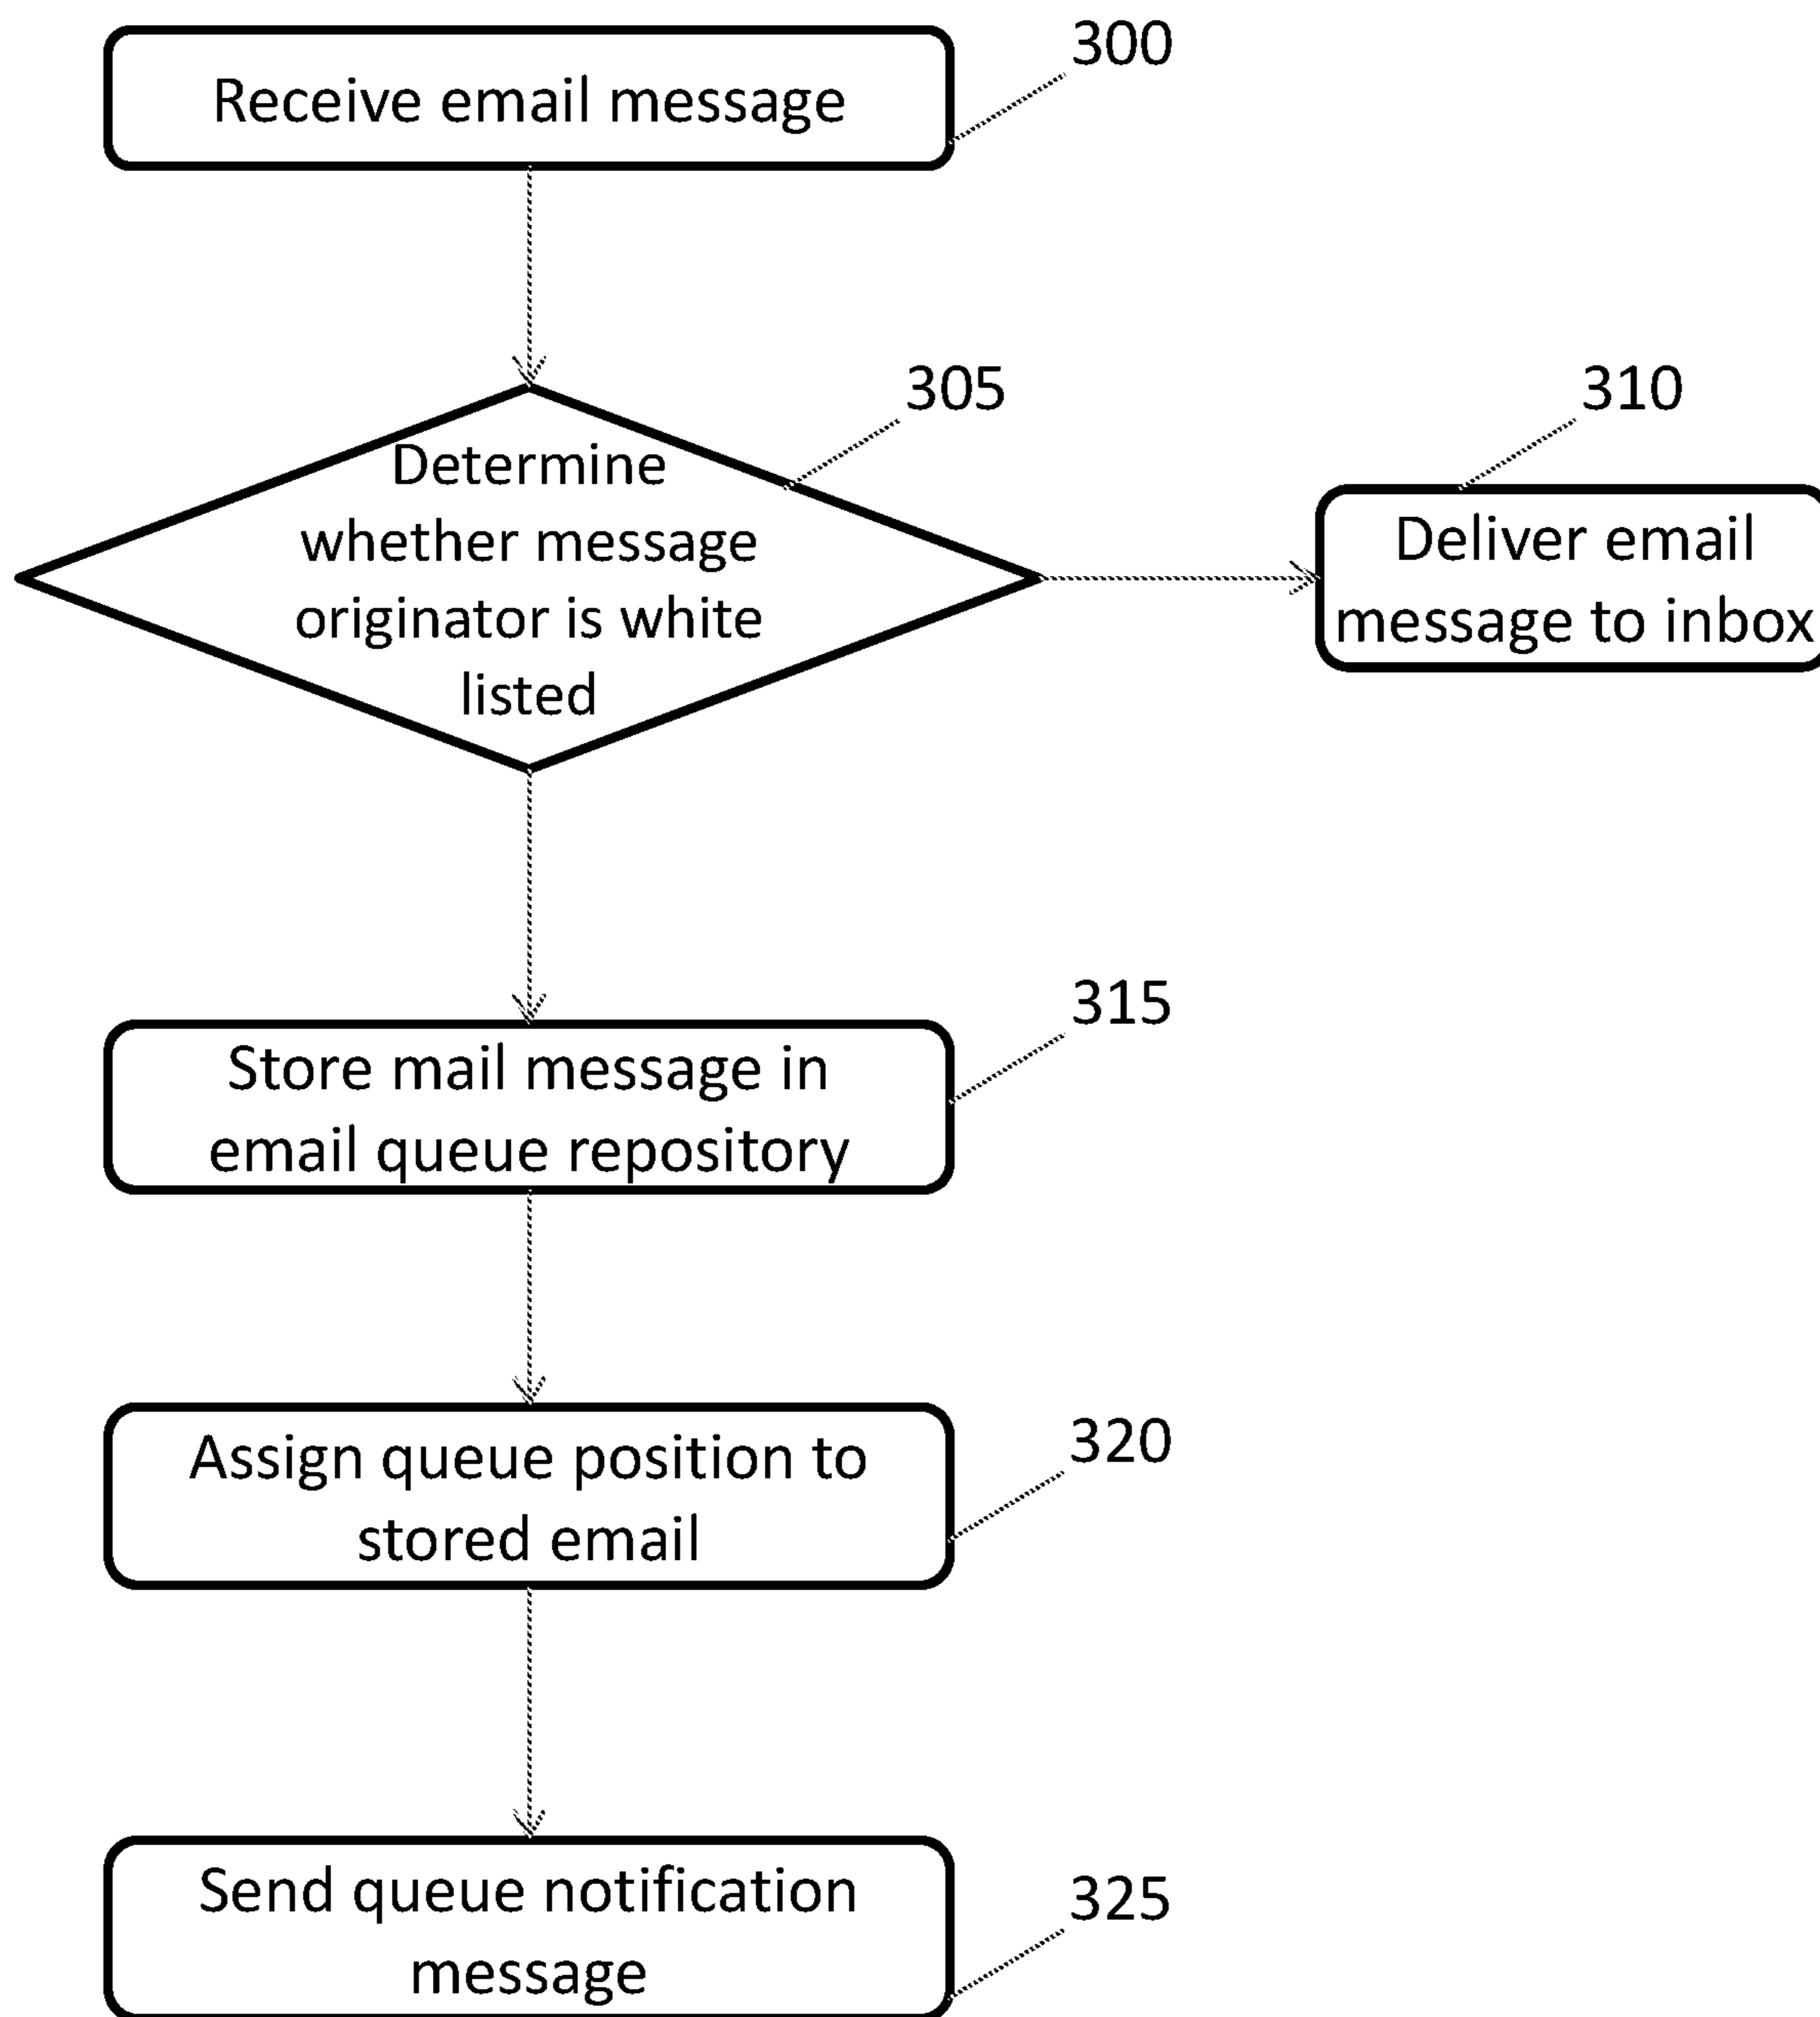 Receive email message
300
Determine
whether message
originator is white
listed
305
Deliver email
message to inbox
310
Store mail message in
email queue repository
315
Assign queue position to
stored email
320
Send queue notification
message
325